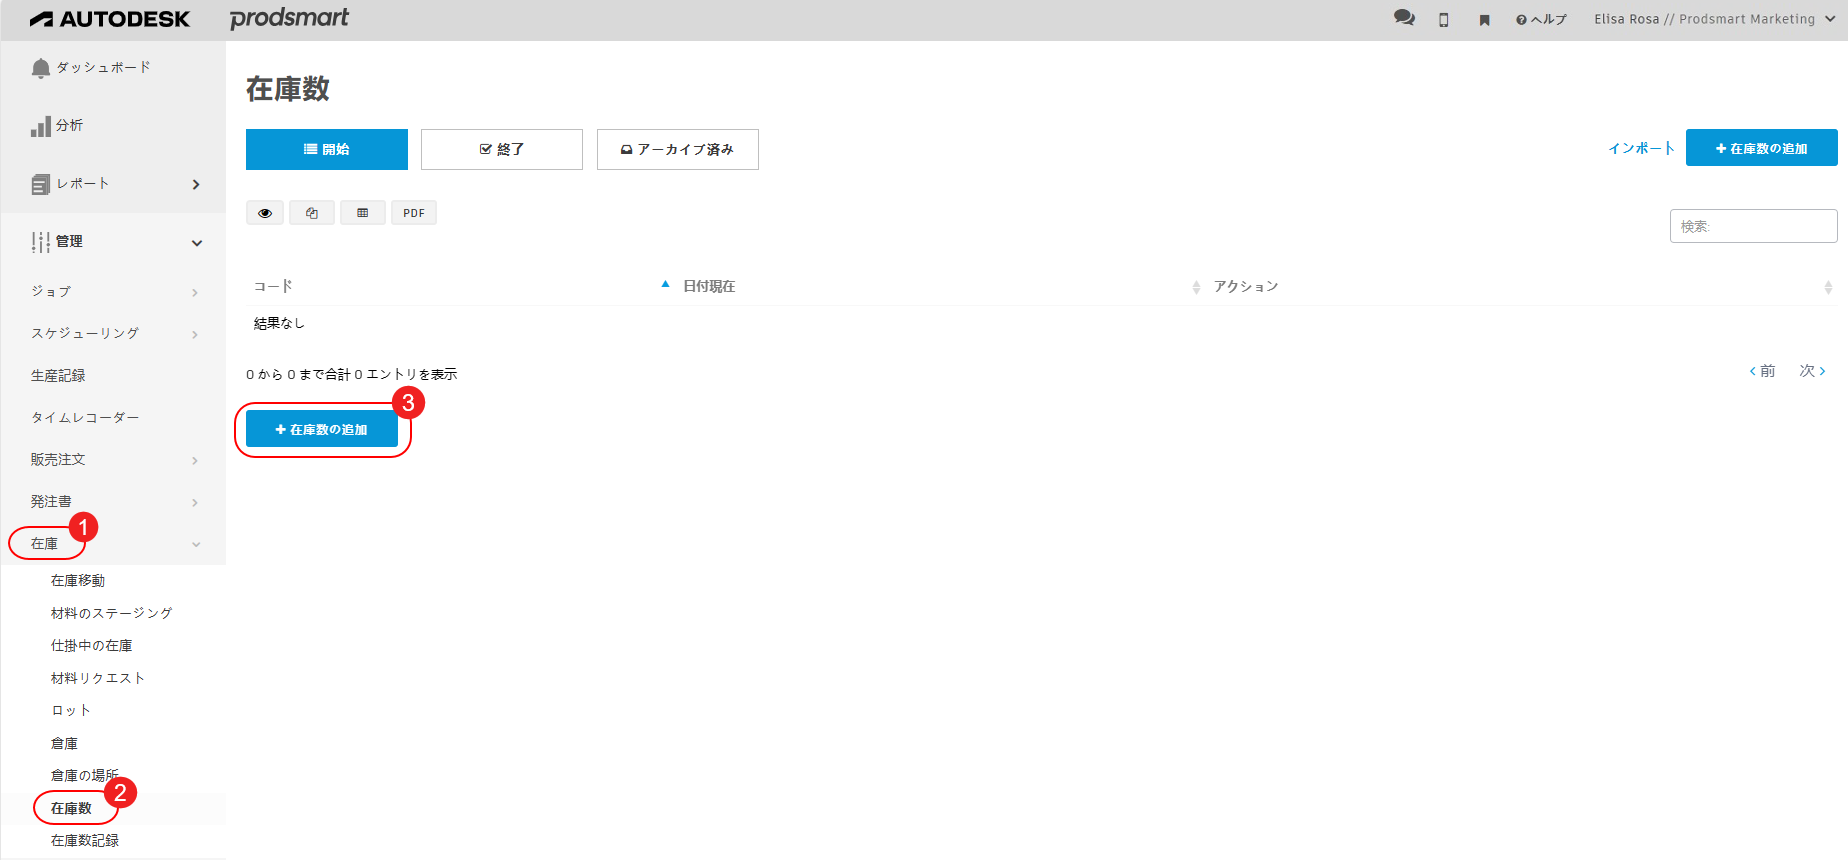 AUTODESK prodsmart ヘルプ Elisa Rosa // Prodsmart Marketing
ダッシュボード
分析
レポート
管理
ジョブ
スケジューリング
生産記録
タイムレコーダー
販売注文
発注書
1
在庫
在庫移動
材料のステージング
仕掛中の在庫
材料リクエスト
ロット
倉庫
倉庫の場所
2
在庫数
在庫数記録
在庫数
開始 終了 アーカイブ済み インポート +在庫数の追加
PDF
検索:
コード 日付現在 アクション
結果なし
0 から 0 まで合計 0 エントリを表示
前 次
3
+在庫数の追加